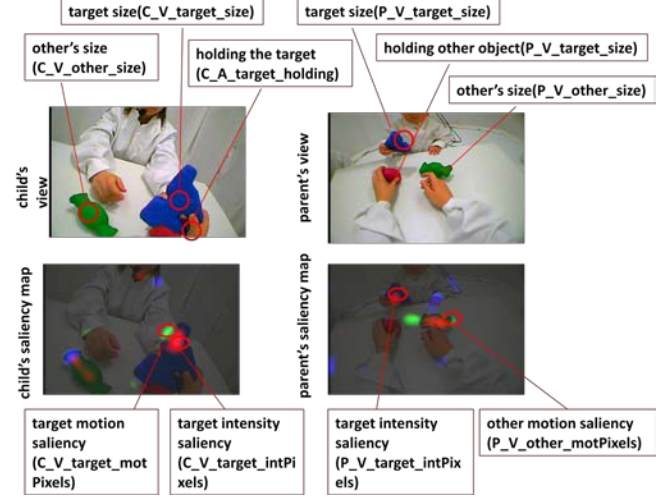 target size(C_V_target_size)
target size(P_V_target_size)
other's size
(C_V_other_size)
holding the target
(C_A_target_holding)
holding other object(P_V_target_size)
other's size(P_V_other_size)
child's
view
parent's view
child's saliency map
parent's saliency map
target motion
saliency
(C_V_target_mot
Pixels)
target intensity
saliency
(C_V_target_intPi
xels)
target intensity
saliency
(P_V_target_intPix
els)
other motion saliency
(P_V_other_motPixels)